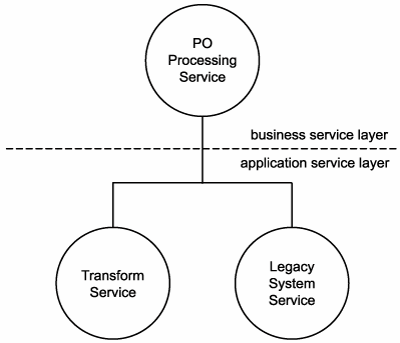 PO
Processing
Service
business service layer
application service layer
Transform
Service
Legacy
System
Service